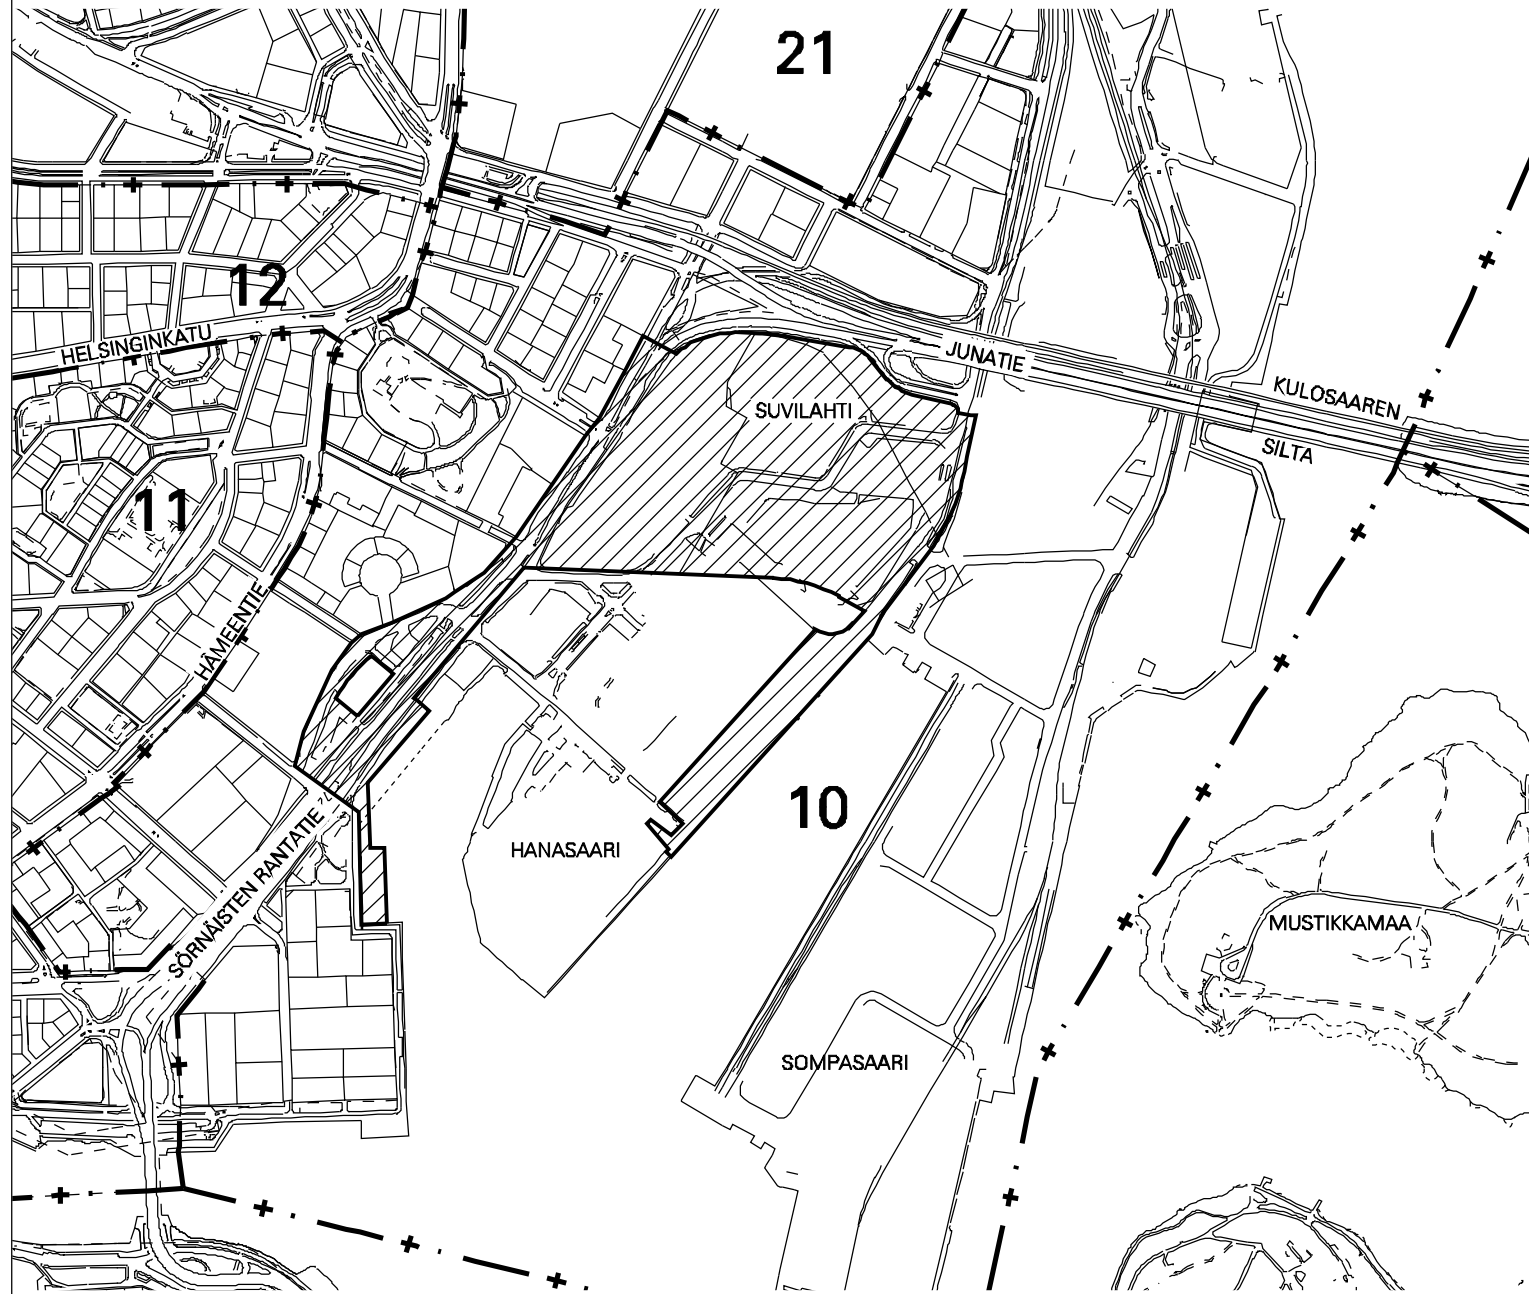 21
12
HELSINGINKATU
JUNATIE
KULOSAAREN
SUVILAHTI
SILTA
11
HÄMEENTIE
10
HANASAARI
SÖRNÄISTEN RANTATIE
MUSTIKKAMAA
SOMPASAARI